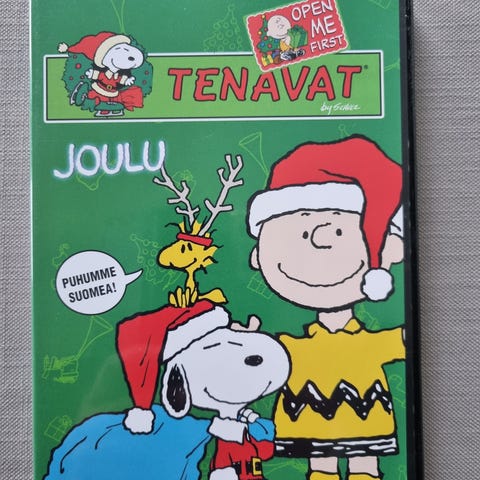 OPEN
ME
FIRST
TENAVAT®
by SCHULZ
JOULU
PUHUMME
SUOMEA!